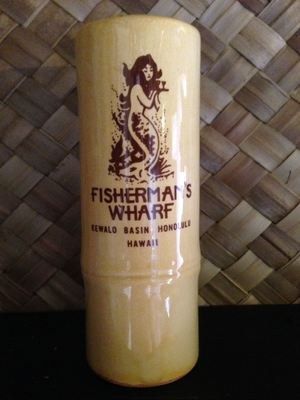 FISHERMAN'S
WHARF
KEWALO BASIN, HONOLULU
HAWAII